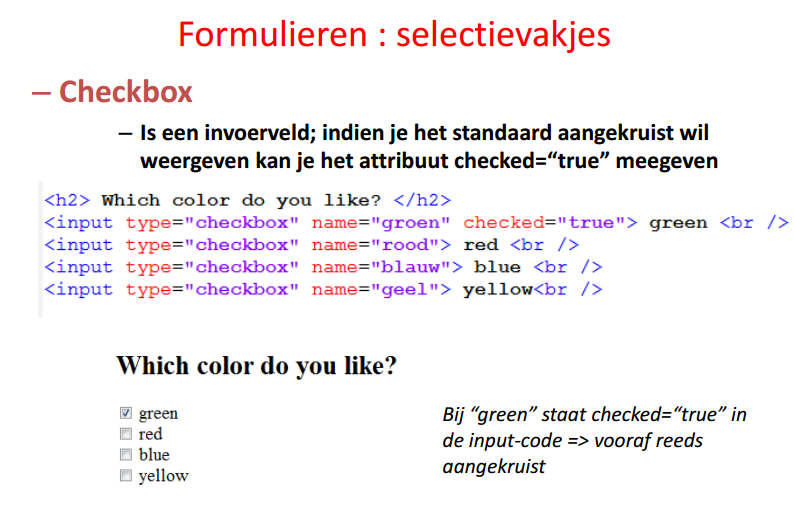 Formulieren : selectievakjes
– Checkbox
– Is een invoerveld; indien je het standaard aangekruist wil
weergeven kan je het attribuut checked=“true” meegeven
<h2> Which color do you like? </h2>
<input type="checkbox" name="groen" checked="true"> green <br />
<input type="checkbox" name="rood"> red <br />
<input type="checkbox" name="blauw"> blue <br />
<input type="checkbox" name="geel"> yellow<br />
Which color do you like?
green
red
blue
yellow
Bij “green” staat checked=“true” in
de input-code => vooraf reeds
aangekruist